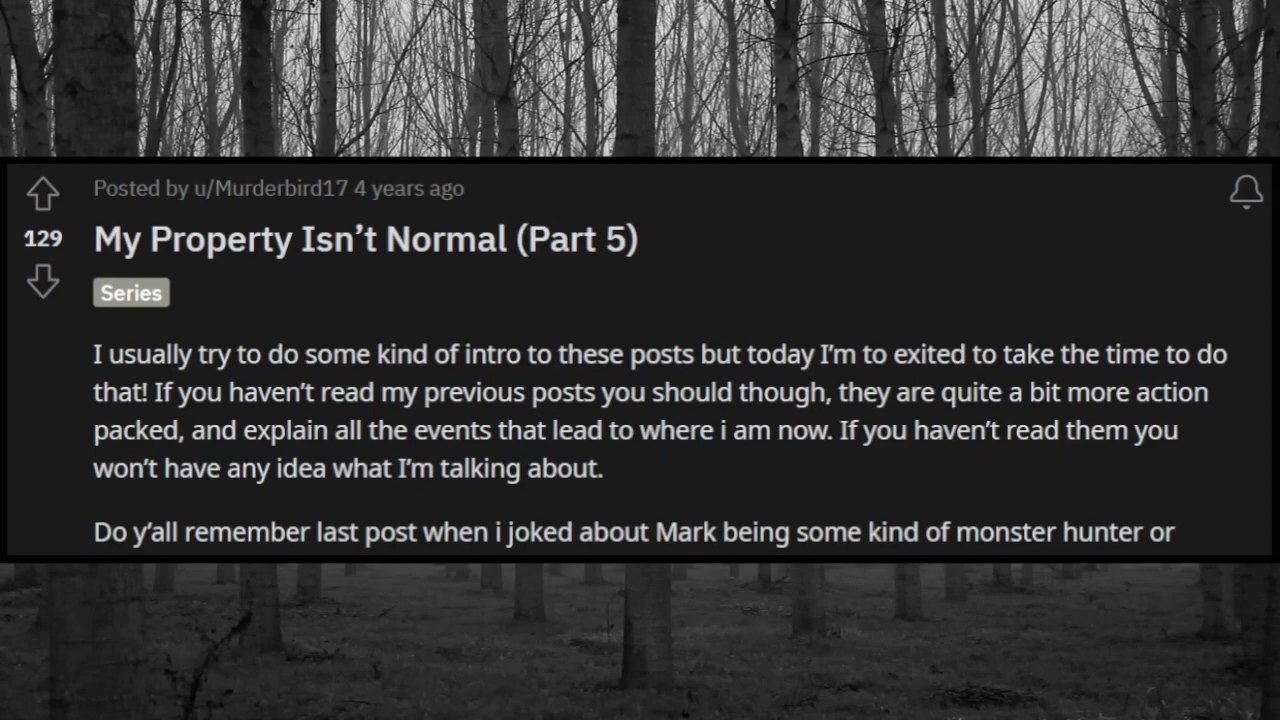 Posted by u/Murderbird17 4 years ago
129
My Property Isn’t Normal (Part 5)
Series
I usually try to do some kind of intro to these posts but today I’m to exited to take the time to do
that! If you haven’t read my previous posts you should though, they are quite a bit more action
packed, and explain all the events that lead to where i am now. If you haven’t read them you
won’t have any idea what I’m talking about.
Do y’all remember last post when i joked about Mark being some kind of monster hunter or